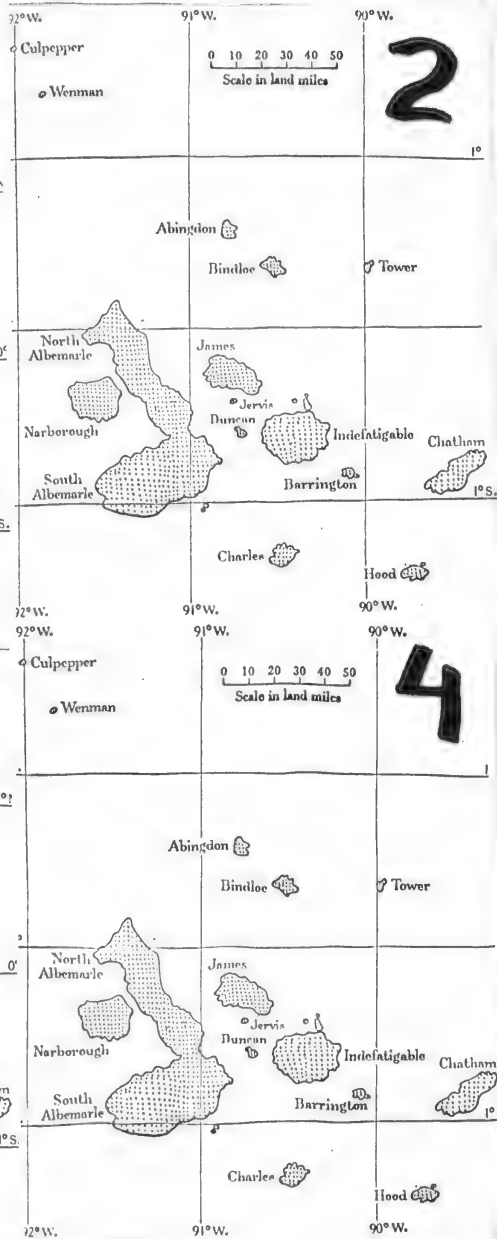 92°W. 91°W. 90°W.
Culpepper
0 10 20 30 40 50
Wenman
Scale in land miles
2
1°
Abingdon
Bindloe
Tower
0°
North
Albemarle
James
Jervis
Duncan
Narborough
Indefatigable
Chatham
South
Albemarle
Barrington
S.
1°S.
Charles
Hood
92°W. 91°W. 90°W.
92°W. 91°W. 90°W.
Culpepper
0 10 20 30 40 50
Wenman
Scale in land miles
4
Abingdon
Bindloe
Tower
0°
North
Albemarle
James
Jervis
Duncan
Narborough
Indefatigable
Chatham
South
Albemarle
Barrington
1°S.
1°
Charles
Hood
92°W. 91°W. 90°W.